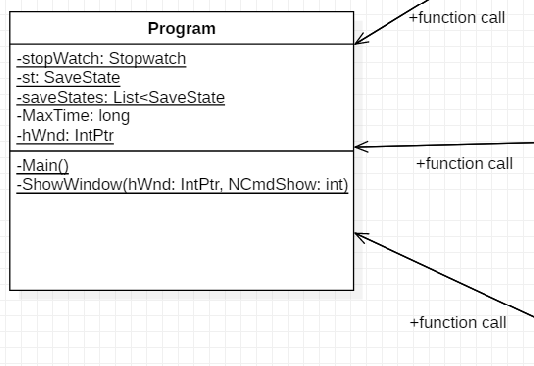 Program
+function call
-stopWatch: Stopwatch
-st: SaveState
-saveStates: List<SaveState
-MaxTime: long
-hWnd: IntPtr
+function call
-Main()
-ShowWindow(hWnd: IntPtr, NCmdShow: int)
+function call